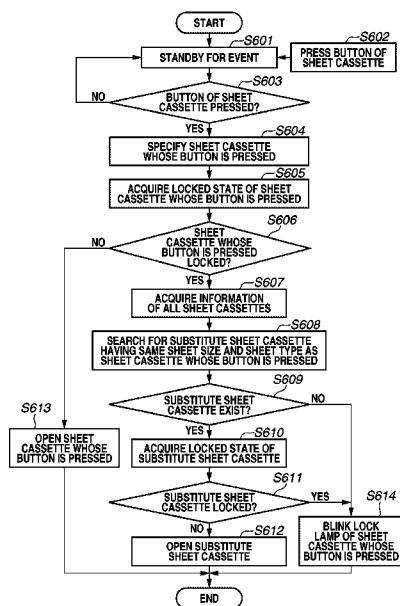 START
S601
STANDBY FOR EVENT
S602
PRESS BUTTON OF
SHEET CASSETTE
S603
BUTTON OF SHEET
CASSETTE PRESSED?
NO
YES
S604
SPECIFY SHEET CASSETTE
WHOSE BUTTON IS PRESSED
S605
ACQUIRE LOCKED STATE OF SHEET
CASSETTE WHOSE BUTTON IS PRESSED
S606
SHEET
CASSETTE WHOSE
BUTTON IS PRESSED
LOCKED?
NO
YES
S607
ACQUIRE INFORMATION
OF ALL SHEET CASSETTES
S608
SEARCH FOR SUBSTITUTE SHEET CASSETTE
HAVING SAME SHEET SIZE AND SHEET TYPE AS
SHEET CASSETTE WHOSE BUTTON IS PRESSED
S609
SUBSTITUTE SHEET
CASSETTE EXIST?
NO
YES
S610
ACQUIRE LOCKED STATE OF
SUBSTITUTE SHEET CASSETTE
S613
OPEN SHEET
CASSETTE WHOSE
BUTTON IS PRESSED
S611
SUBSTITUTE SHEET
CASSETTE LOCKED?
YES
NO
S612
OPEN SUBSTITUTE
SHEET CASSETTE
S614
BLINK LOCK
LAMP OF SHEET
CASSETTE WHOSE
BUTTON IS PRESSED
END